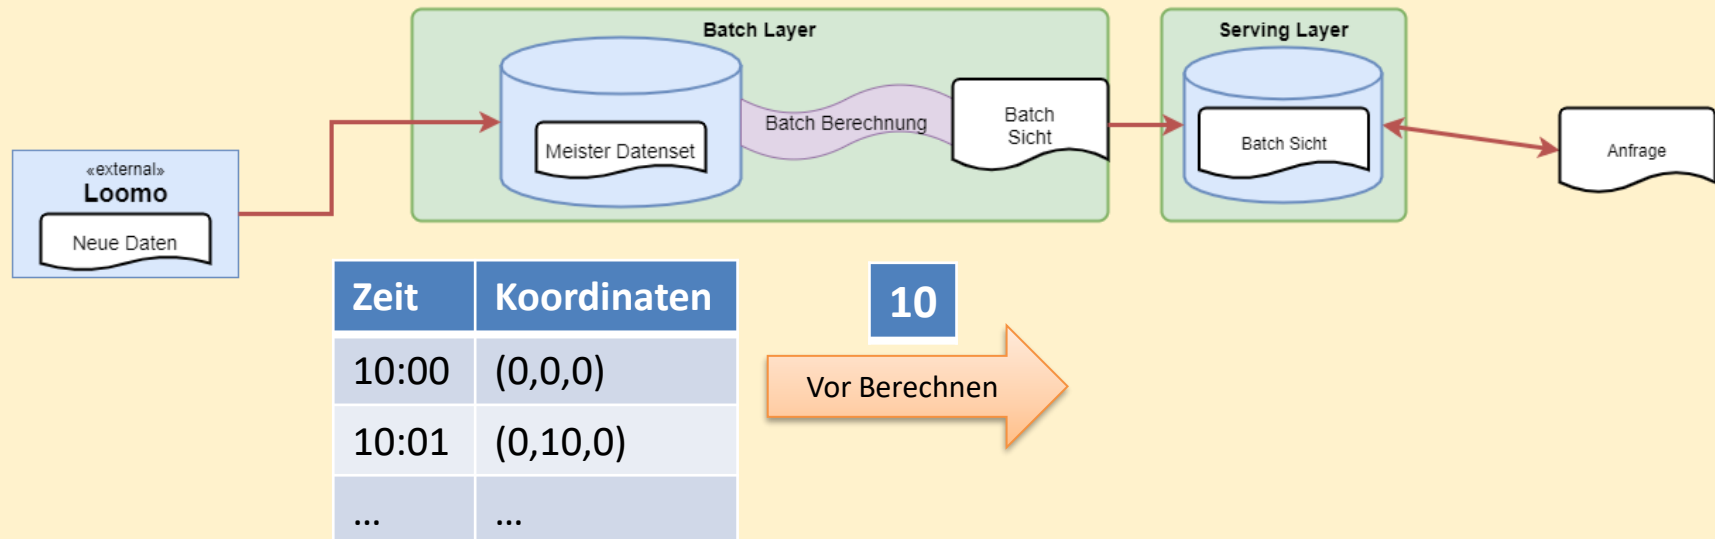 Batch Layer
Serving Layer
Meister Datenset
Batch Berechnung
Batch
Sicht
Batch Sicht
Anfrage
«external»
Loomo
Neue Daten
Zeit Koordinaten
10:00 (0,0,0)
10:01 (0,10,0)
... ...
10
Vor Berechnen